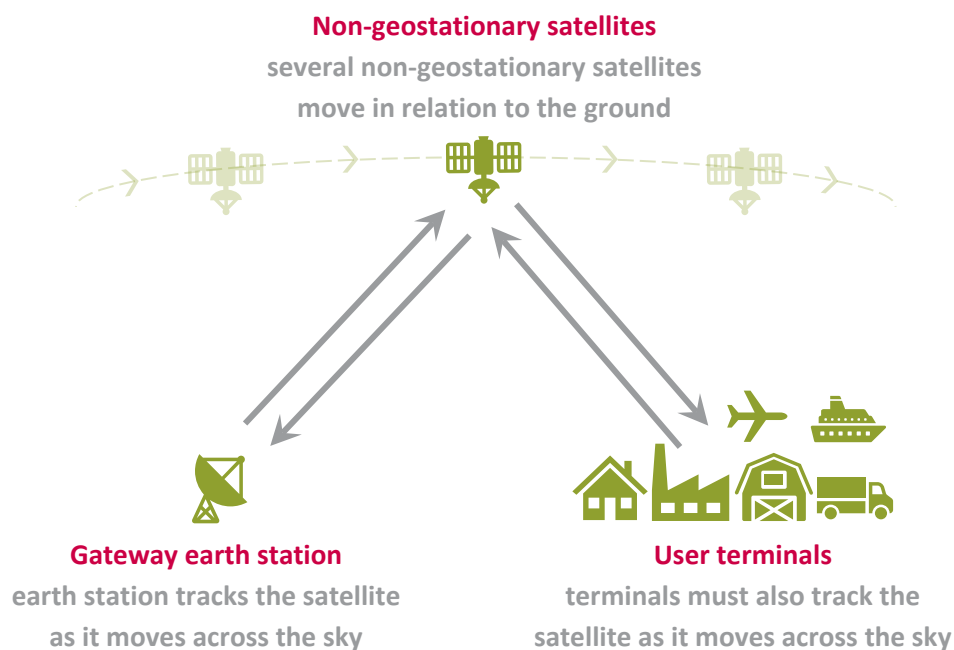 Non-geostationary satellites
several non-geostationary satellites
move in relation to the ground
Gateway earth station
earth station tracks the satellite
as it moves across the sky
User terminals
terminals must also track the
satellite as it moves across the sky